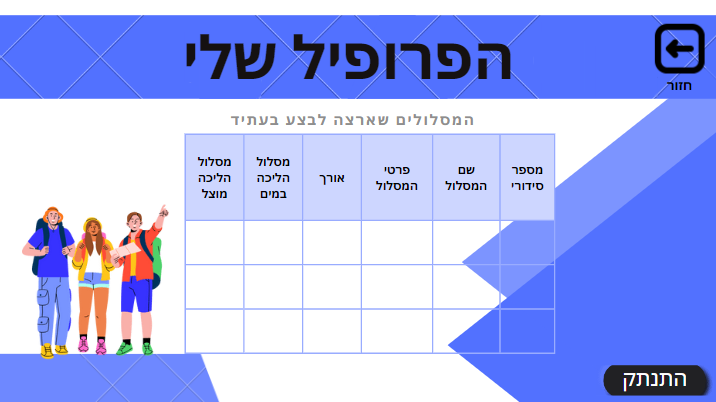 הפרופיל שלי
חזור
המסלולים שארצה לבצע בעתיד
מספר
סידורי
שם
המסלול
פרטי
המסלול
אורך
מסלול
הליכה
במים
מסלול
הליכה
מוצל
התנתק